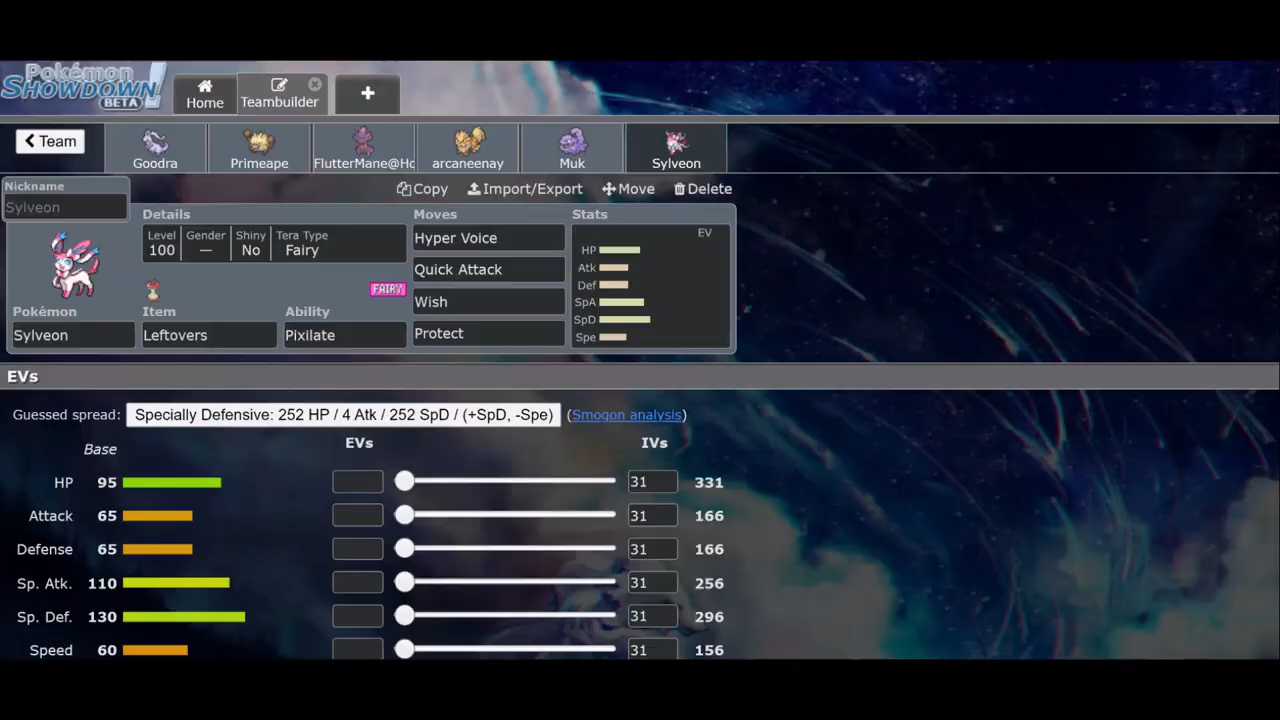 Pokémon
SHOWDOWN!
BETA
Home
Teambuilder
Team
Goodra
Primeape
FlutterMane@Ho
arcaneenay
Muk
Sylveon
Nickname
Sylveon
Copy
Import/Export
Move
Delete
Details
Level
100
Gender
—
Shiny
No
Tera Type
Fairy
FAIRY
Pokémon
Sylveon
Item
Leftovers
Ability
Pixilate
Moves
Hyper Voice
Quick Attack
Wish
Protect
Stats
EV
HP
Atk
Def
SpA
SpD
Spe
EVs
Guessed spread: Specially Defensive: 252 HP / 4 Atk / 252 SpD / (+SpD, -Spe) (Smogon analysis)
Base EVs IVs
HP 95 31 331
Attack 65 31 166
Defense 65 31 166
Sp. Atk. 110 31 256
Sp. Def. 130 31 296
Speed 60 31 156